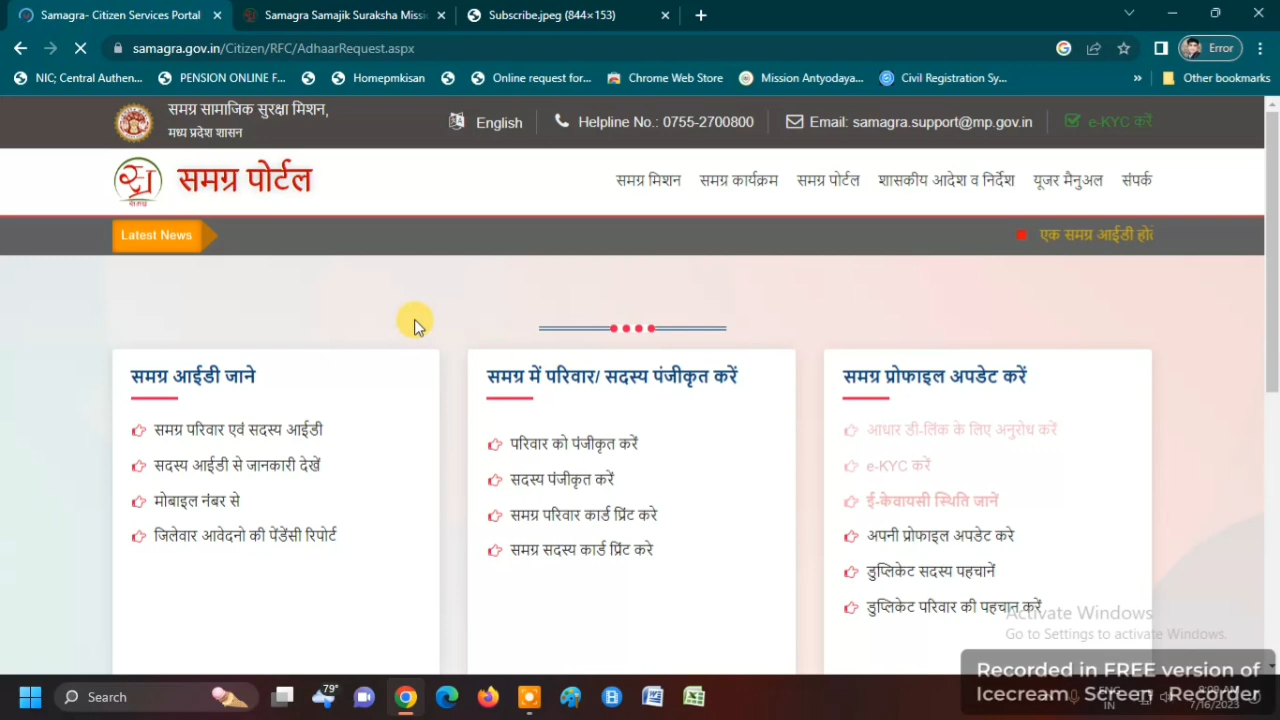 Samagra- Citizen Services Portal
Samagra Samajik Suraksha Missi
Subscribe.jpeg (844×153)
samagra.gov.in/Citizen/RFC/AdhaarRequest.aspx
Error
NIC; Central Authen...
PENSION ONLINE F...
Homepmkisan
Online request for...
Chrome Web Store
Mission Antyodaya...
Civil Registration Sy...
»
Other bookmarks
समग्र सामाजिक सुरक्षा मिशन,
मध्य प्रदेश शासन
English
Helpline No.: 0755-2700800
Email: samagra.support@mp.gov.in
e-KYC करें
समग्र
समग्र पोर्टल
समग्र मिशन
समग्र कार्यक्रम
समग्र पोर्टल
शासकीय आदेश व निर्देश
यूजर मैनुअल
संपर्क
Latest News
एक समग्र आईडी हो
समग्र आईडी जाने
समग्र परिवार एवं सदस्य आईडी
सदस्य आईडी से जानकारी देखें
मोबाइल नंबर से
जिलेवार आवेदनो की पेंडेंसी रिपोर्ट
समग्र में परिवार/ सदस्य पंजीकृत करें
परिवार को पंजीकृत करें
सदस्य पंजीकृत करें
समग्र परिवार कार्ड प्रिंट करे
समग्र सदस्य कार्ड प्रिंट करे
समग्र प्रोफाइल अपडेट करें
आधार डी-लिंक के लिए अनुरोध करें
e-KYC करें
ई-केवायसी स्थिति जानें
अपनी प्रोफाइल अपडेट करे
डुप्लिकेट सदस्य पहचानें
डुप्लिकेट परिवार की पहचान करें
Activate Windows
Go to Settings to activate Windows.
Recorded in FREE version of
Icecream Screen Recorder
Search
79°
ENG
IN
7/16/2023